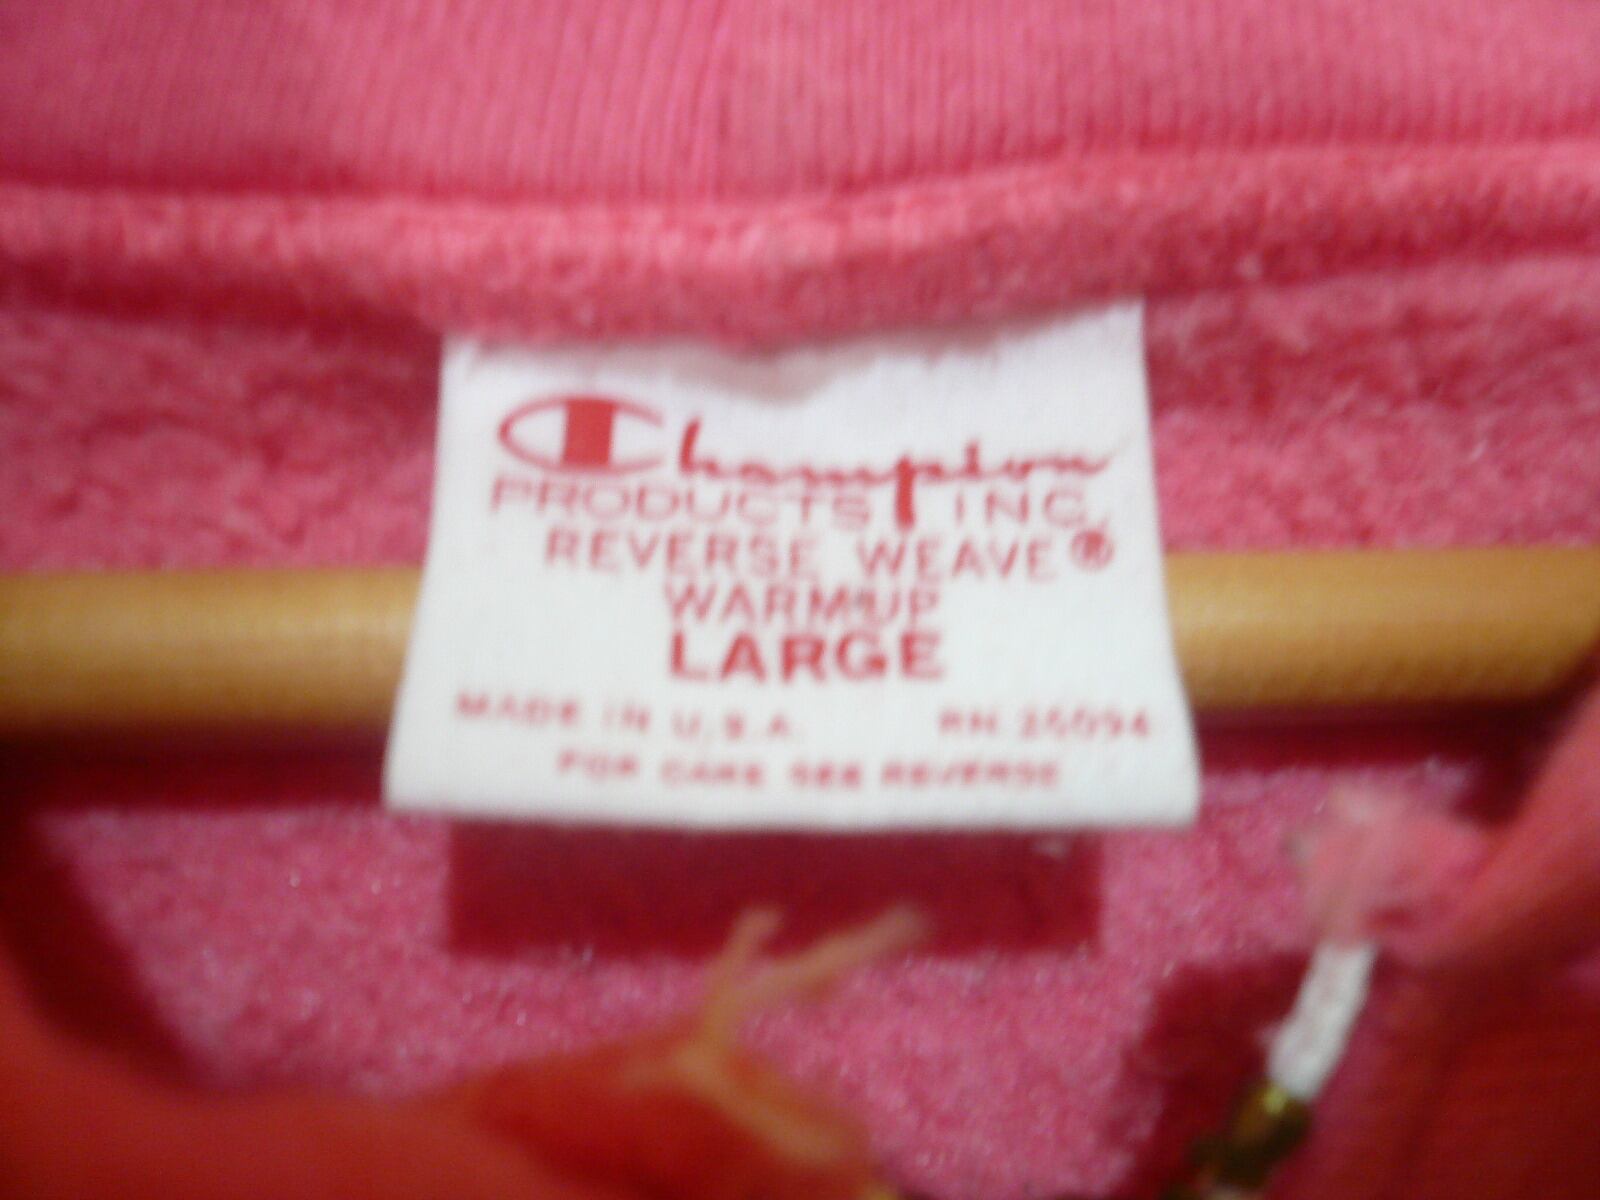 Champion
PRODUCTS INC.
REVERSE WEAVE®
WARM-UP
LARGE
MADE IN U.S.A. RN 26094
FOR CARE SEE REVERSE